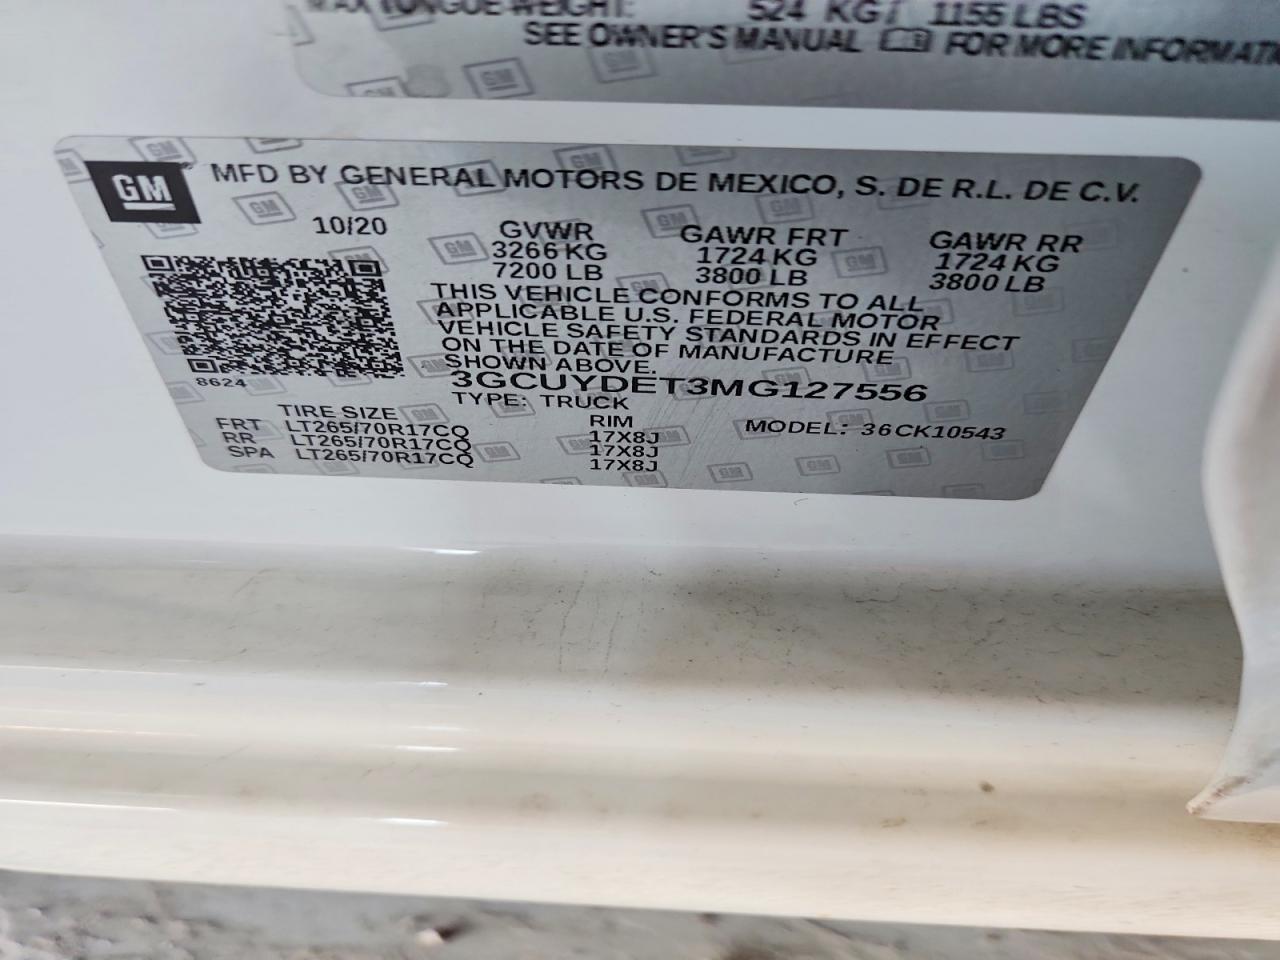 MAX TONGUE WEIGHT: 524 KG / 1155 LBS
SEE OWNER'S MANUAL FOR MORE INFORMATI
GM MFD BY GENERAL MOTORS DE MEXICO, S. DE R.L. DE C.V.
10/20 GVWR GAWR FRT GAWR RR
3266 KG 1724 KG 1724 KG
7200 LB 3800 LB 3800 LB
THIS VEHICLE CONFORMS TO ALL
APPLICABLE U.S. FEDERAL MOTOR
VEHICLE SAFETY STANDARDS IN EFFECT
ON THE DATE OF MANUFACTURE
SHOWN ABOVE.
8624
3GCUYDET3MG127556
TYPE: TRUCK
TIRE SIZE RIM MODEL: 36CK10543
FRT LT265/70R17CQ 17X8J
RR LT265/70R17CQ 17X8J
SPA LT265/70R17CQ 17X8J